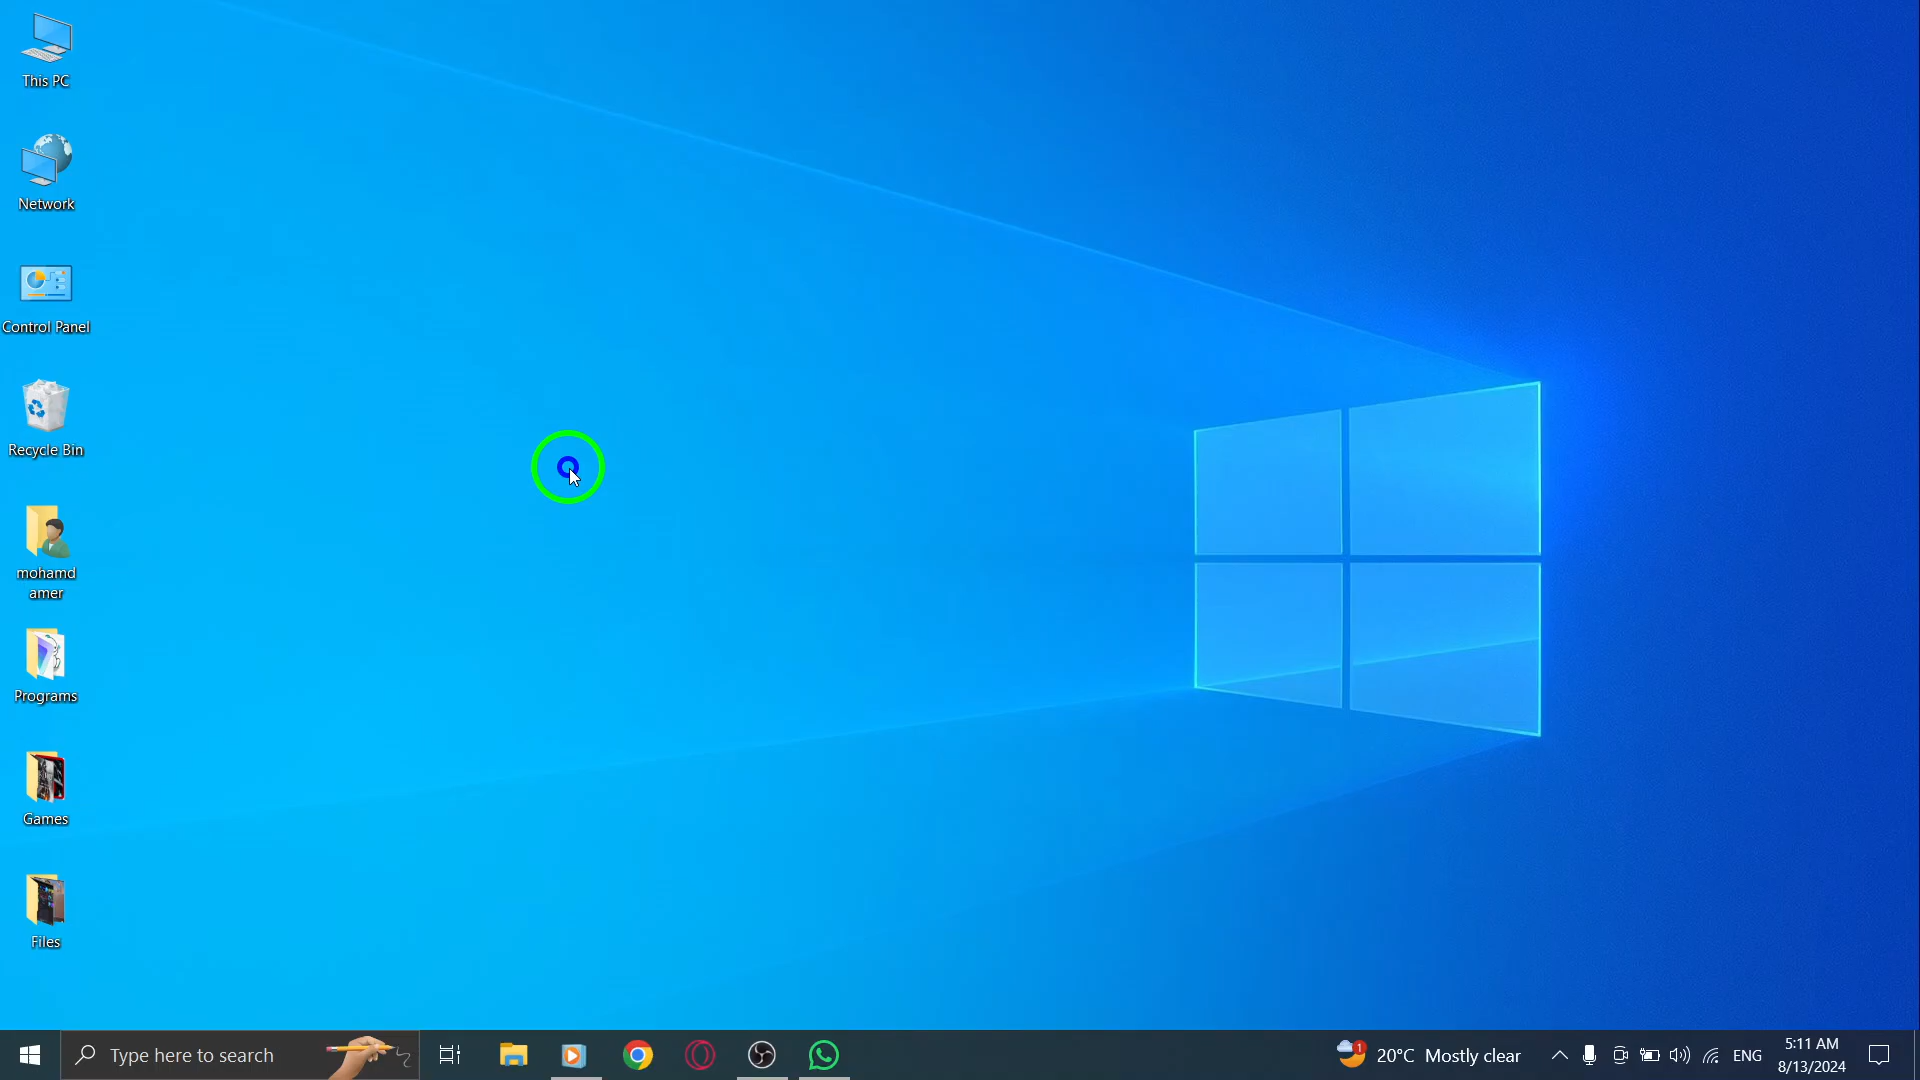 This PC
Network
Control Panel
Recycle Bin
mohamd
amer
Programs
Games
Files
Type here to search
1
20°C Mostly clear
ENG
5:11 AM
8/13/2024